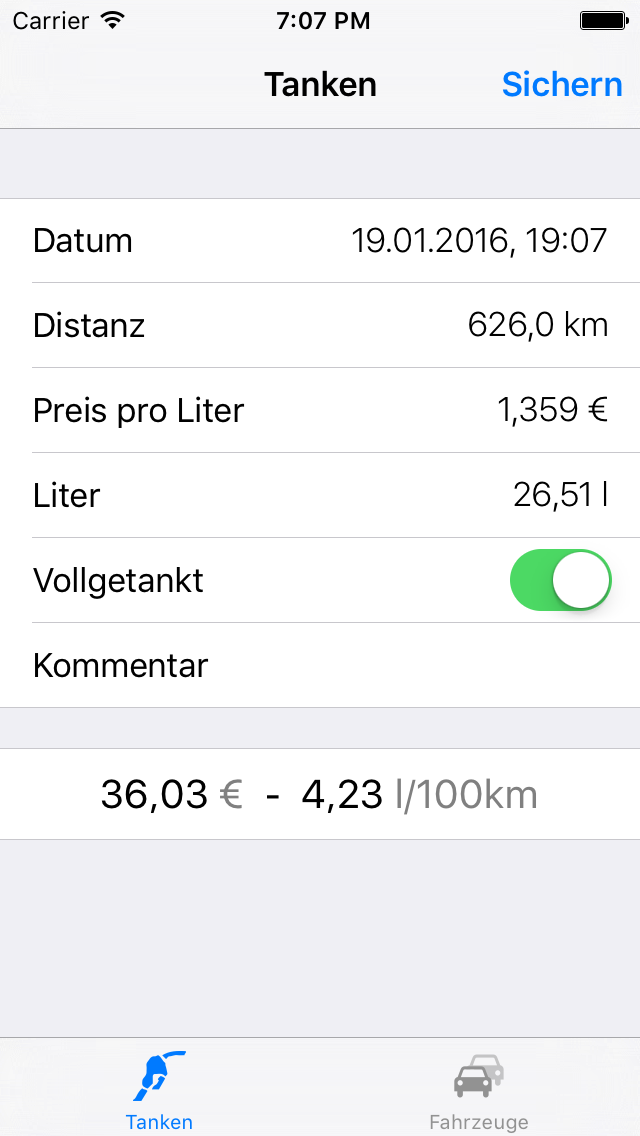 Carrier 7:07 PM
Tanken Sichern
Datum 19.01.2016, 19:07
Distanz 626,0 km
Preis pro Liter 1,359 €
Liter 26,51 l
Vollgetankt
Kommentar
36,03 € - 4,23 l/100km
Tanken Fahrzeuge